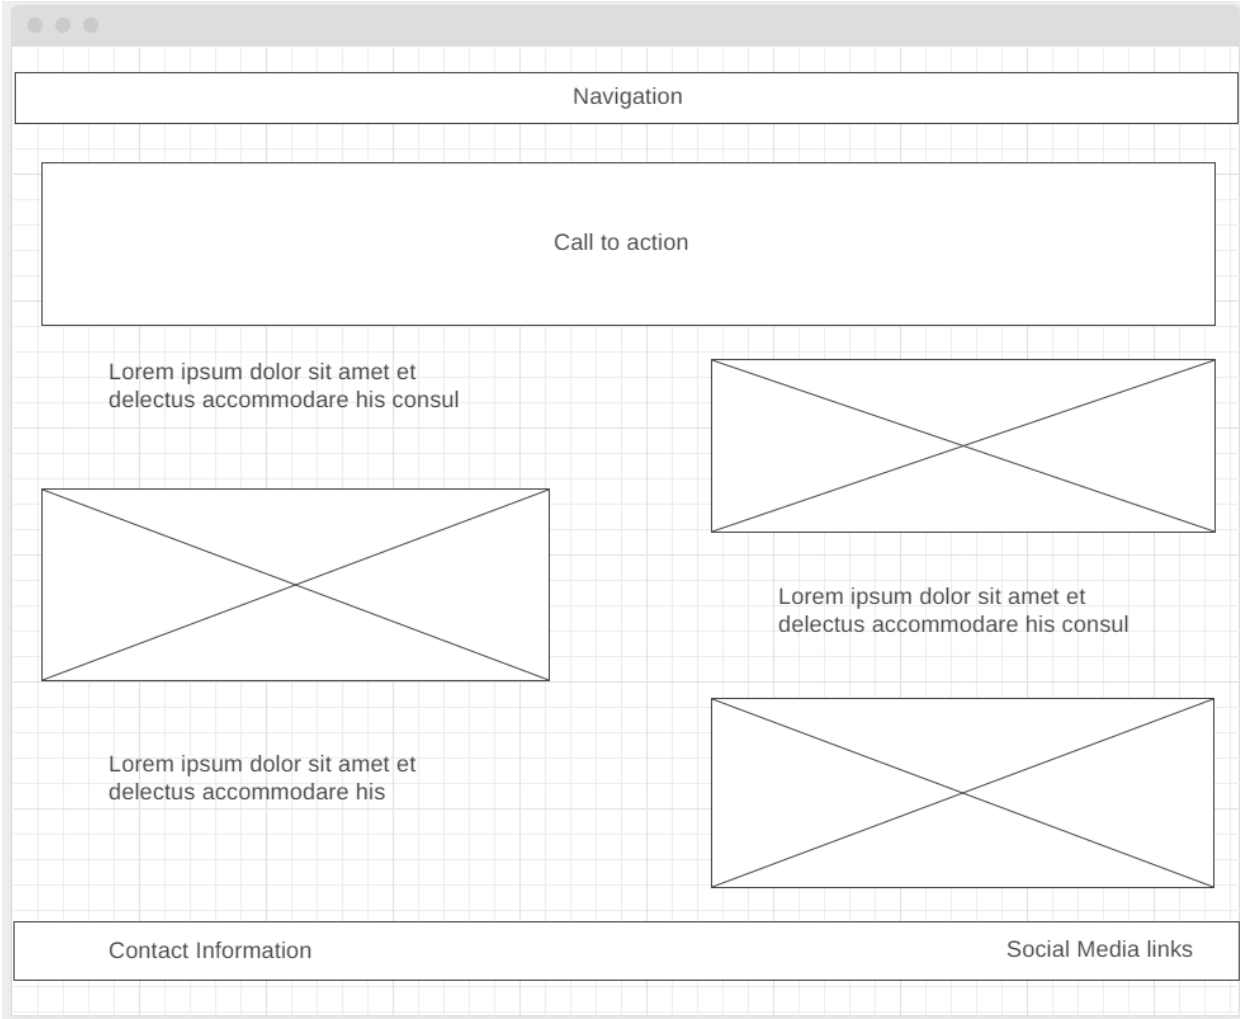 Navigation
Call to action
Lorem ipsum dolor sit amet et
delectus accommodare his consul
Lorem ipsum dolor sit amet et
delectus accommodare his consul
Lorem ipsum dolor sit amet et
delectus accommodare his
Contact Information
Social Media links